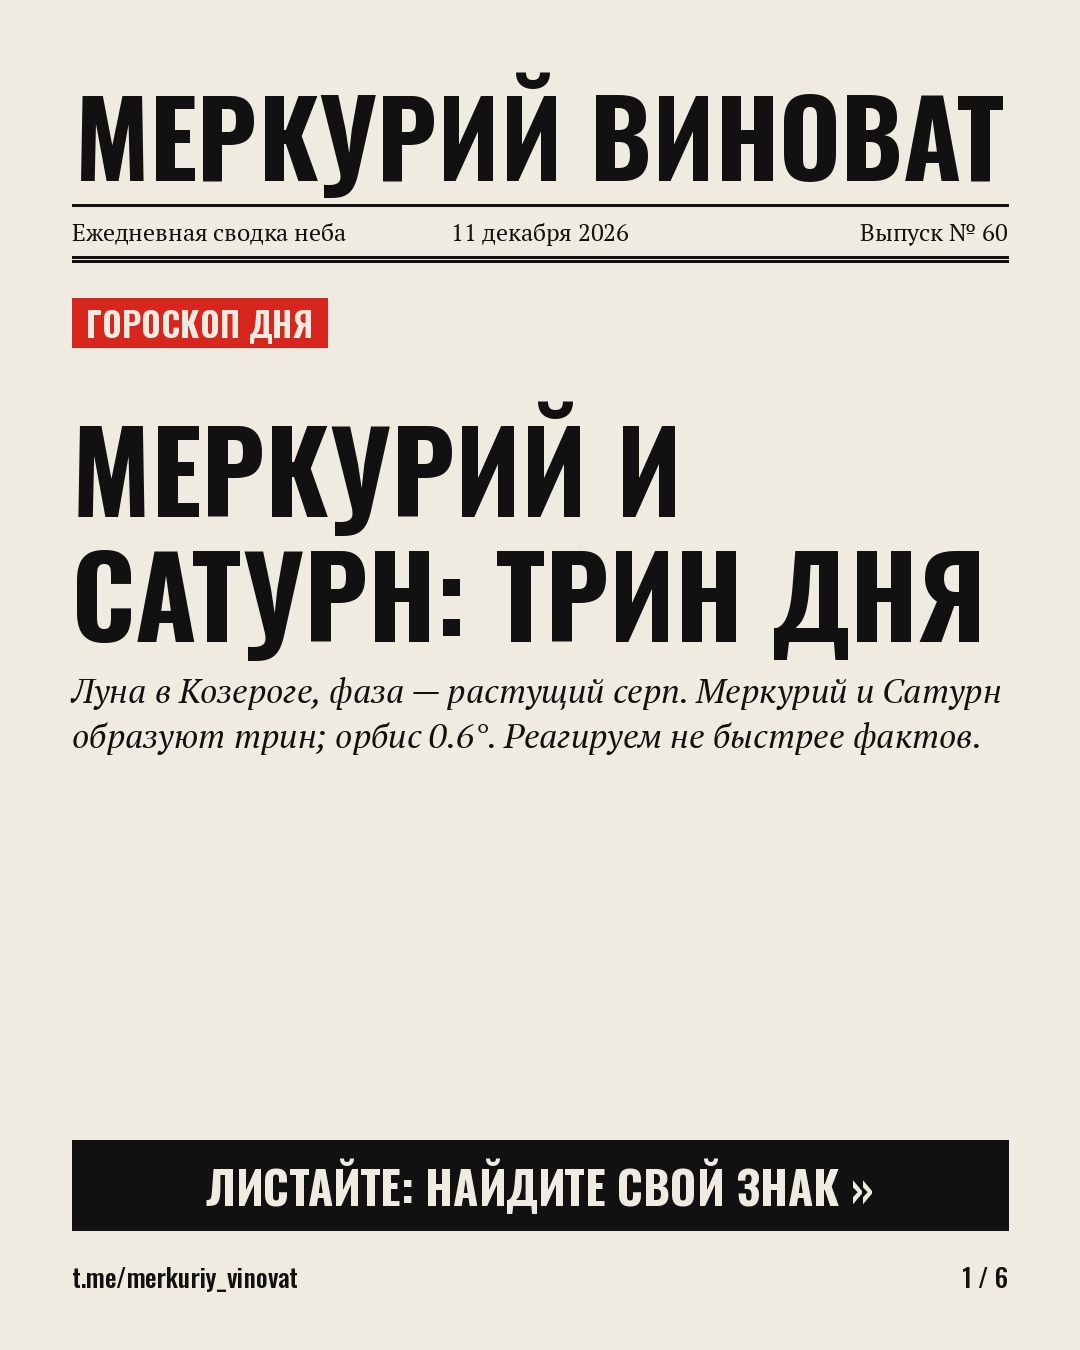 МЕРКУРИЙ ВИНОВАТ
Ежедневная сводка неба 11 декабря 2026 Выпуск № 60
ГОРОСКОП ДНЯ
МЕРКУРИЙ И
САТУРН: ТРИН ДНЯ
Луна в Козероге, фаза — растущий серп. Меркурий и Сатурн
образуют трин; орбис 0.6°. Реагируем не быстрее фактов.
ЛИСТАЙТЕ: НАЙДИТЕ СВОЙ ЗНАК »
t.me/merkuriy_vinovat 1 / 6